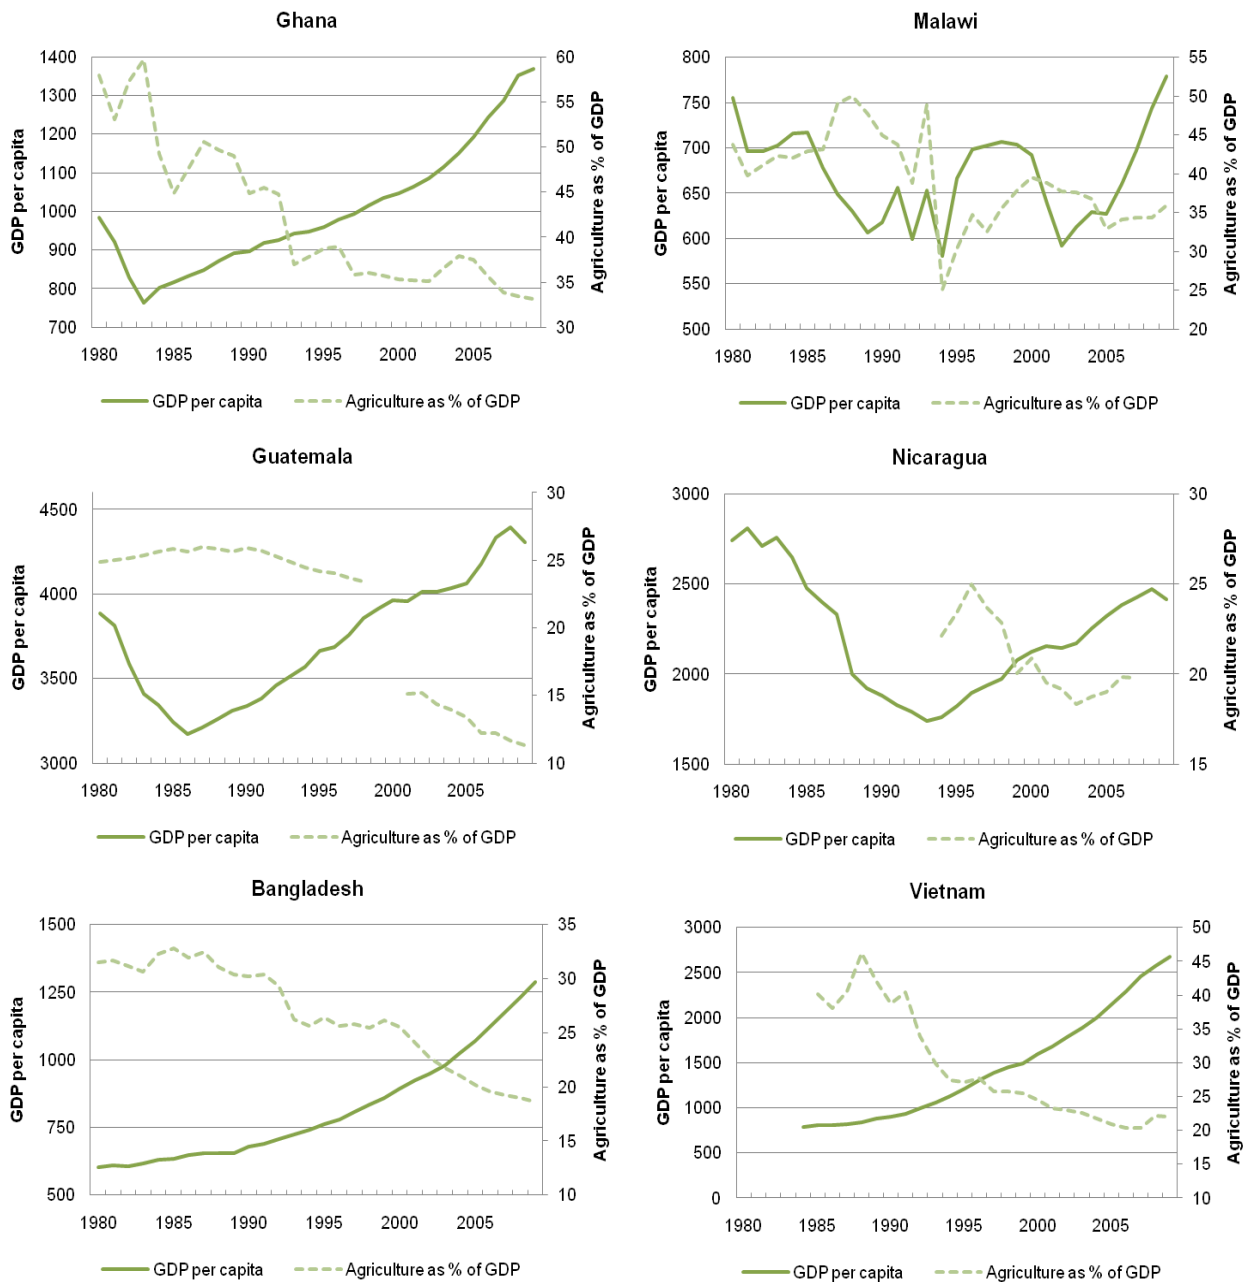 Ghana
GDP per capita
1400
1300
1200
1100
1000
900
800
700
60
55
50
45
40
35
30
Agriculture as % of GDP
1980 1985 1990 1995 2000 2005
GDP per capita Agriculture as % of GDP
Malawi
GDP per capita
800
750
700
650
600
550
500
55
50
45
40
35
30
25
20
Agriculture as % of GDP
1980 1985 1990 1995 2000 2005
GDP per capita Agriculture as % of GDP
Guatemala
GDP per capita
4500
4000
3500
3000
30
25
20
15
10
Agriculture as % of GDP
1980 1985 1990 1995 2000 2005
GDP per capita Agriculture as % of GDP
Nicaragua
GDP per capita
3000
2500
2000
1500
30
25
20
15
Agriculture as % of GDP
1980 1985 1990 1995 2000 2005
GDP per capita Agriculture as % of GDP
Bangladesh
GDP per capita
1500
1250
1000
750
500
35
30
25
20
15
10
Agriculture as % of GDP
1980 1985 1990 1995 2000 2005
GDP per capita Agriculture as % of GDP
Vietnam
GDP per capita
3000
2500
2000
1500
1000
500
0
50
45
40
35
30
25
20
15
10
Agriculture as % of GDP
1980 1985 1990 1995 2000 2005
GDP per capita Agriculture as % of GDP